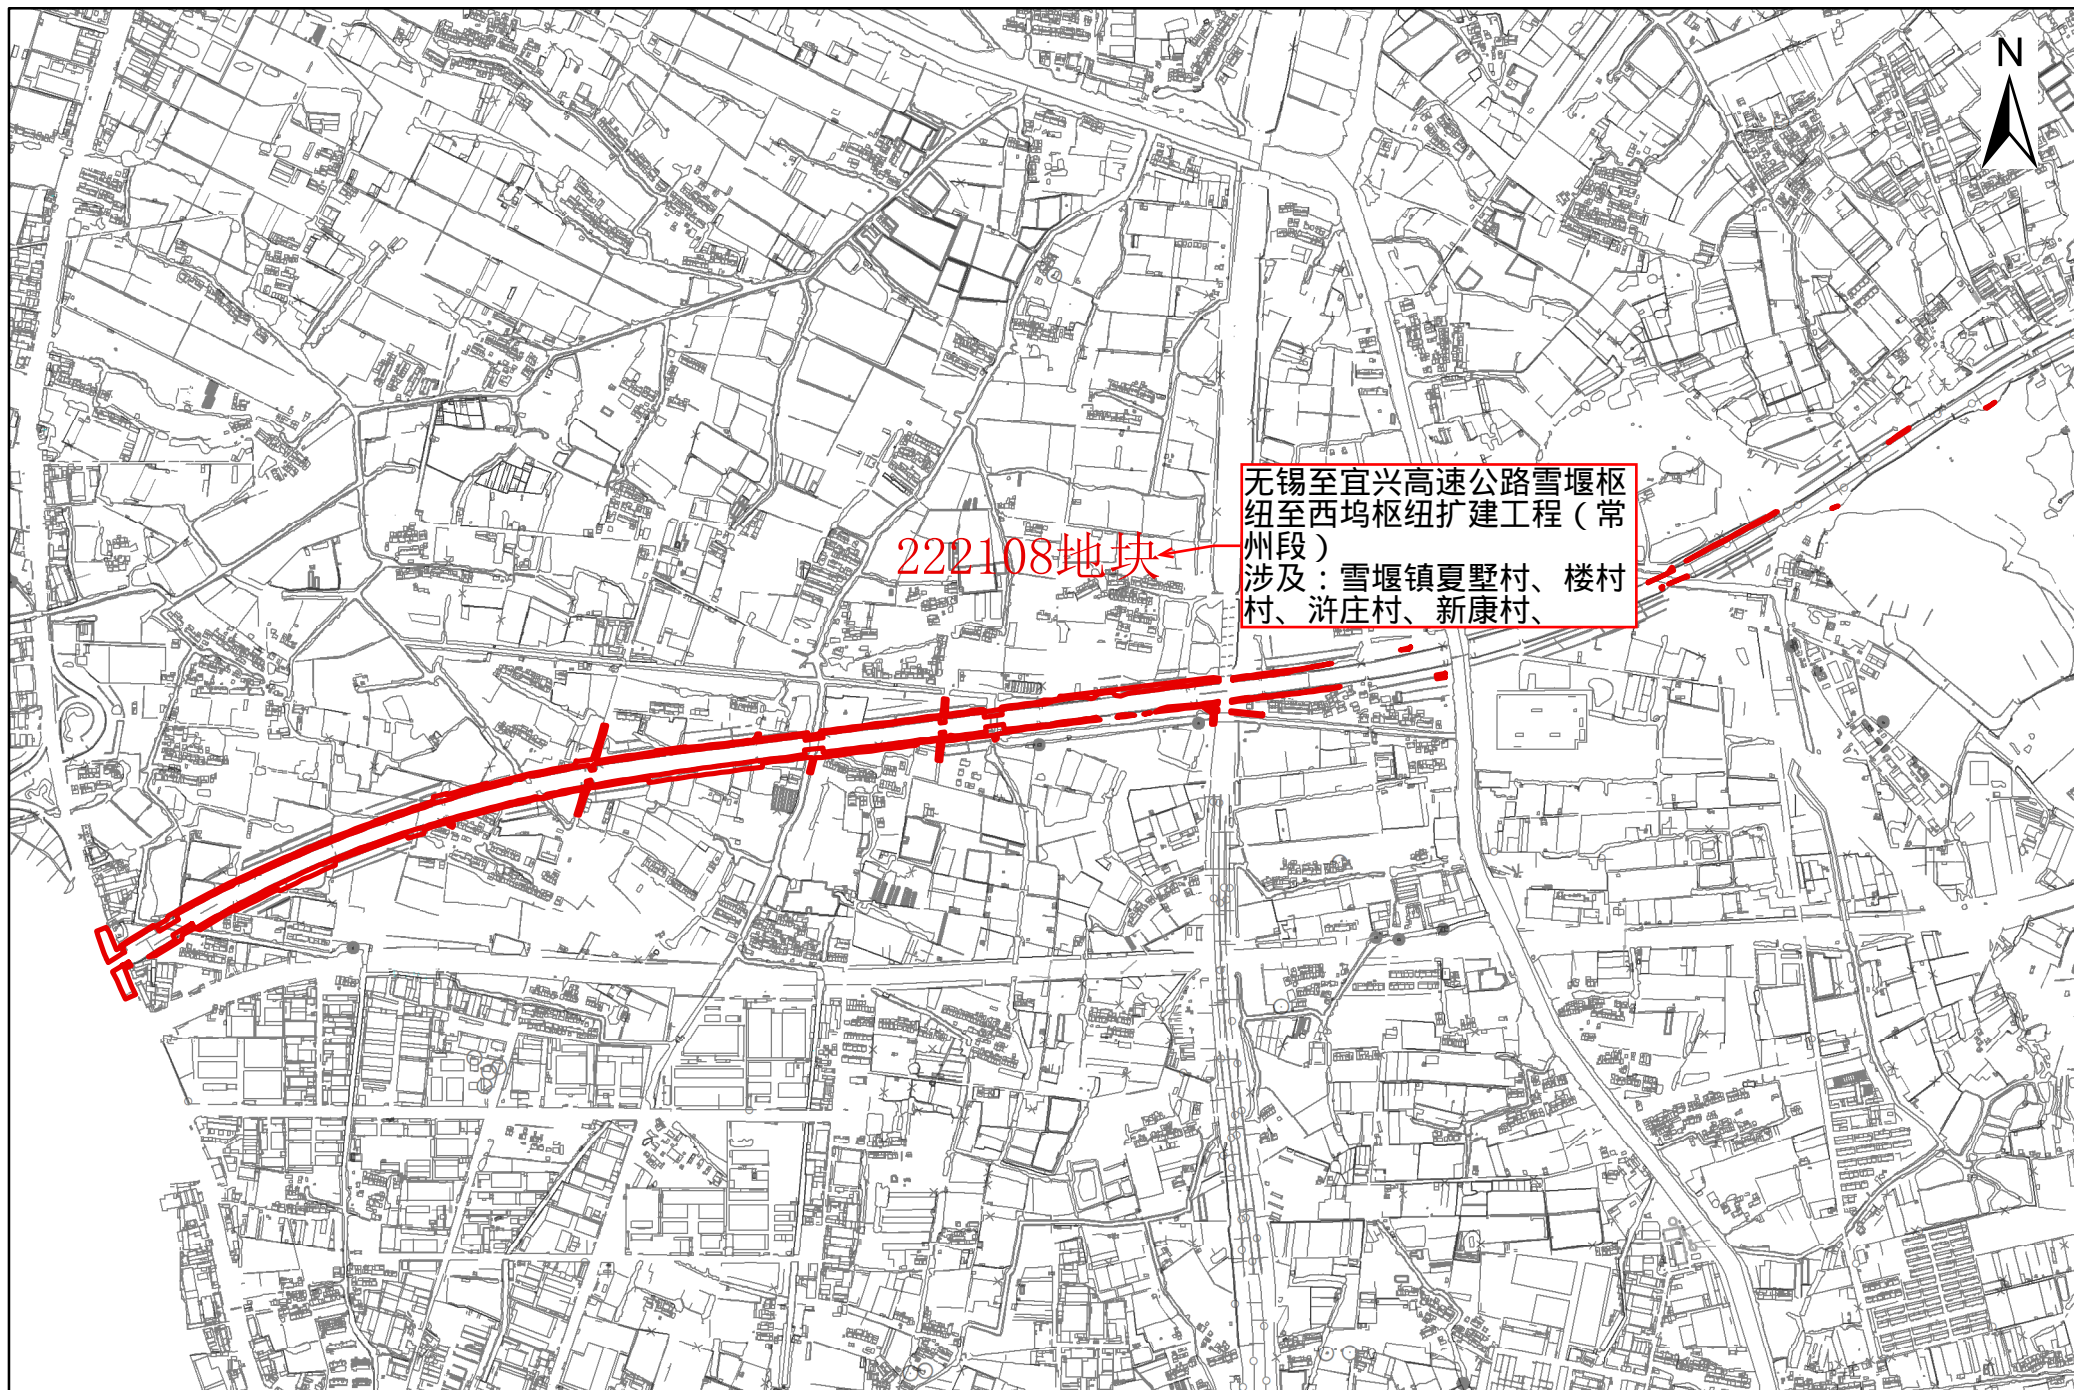 N
无锡至宜兴高速公路雪堰枢
纽至西坞枢纽扩建工程（常
州段）
涉及：雪堰镇夏墅村、楼村
村、浒庄村、新康村、
222108地块